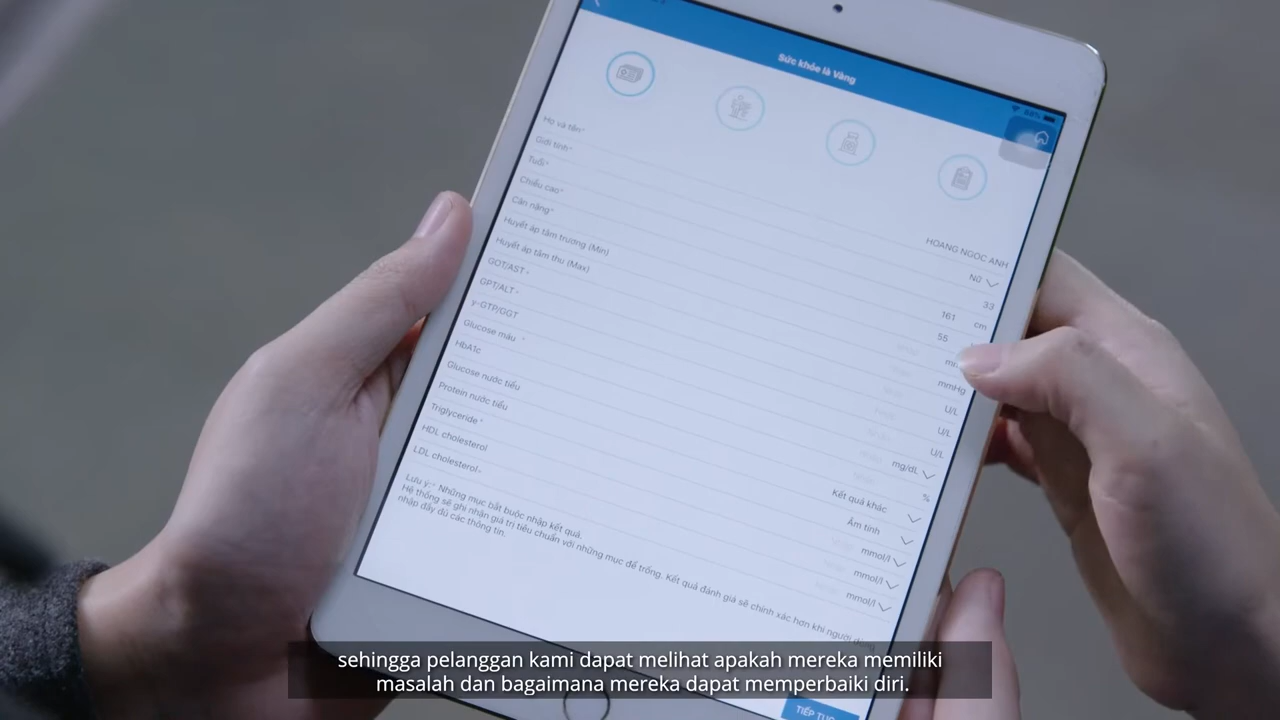 Sức khỏe là Vàng
Họ và tên*
HOANG NGOC ANH
Giới tính*
Nữ
Tuổi*
33
Chiều cao*
161 cm
Cân nặng*
55
Huyết áp tâm trương (Min)
Huyết áp tâm thu (Max)
mmHg
GOT/AST*
U/L
GPT/ALT*
U/L
γ-GTP/GGT
U/L
Glucose máu *
mg/dL
HbA1c
%
Glucose nước tiểu
Kết quả khác
Protein nước tiểu
Âm tính
Triglyceride*
mmol/l
HDL cholesterol
mmol/l
LDL cholesterol*
mmol/l
Lưu ý:* Những mục bắt buộc nhập kết quả.
Hệ thống sẽ ghi nhận giá trị tiêu chuẩn với những mục để trống. Kết quả đánh giá sẽ chính xác hơn khi người dùng
nhập đầy đủ các thông tin.
TIẾP TỤC
sehingga pelanggan kami dapat melihat apakah mereka memiliki
masalah dan bagaimana mereka dapat memperbaiki diri.